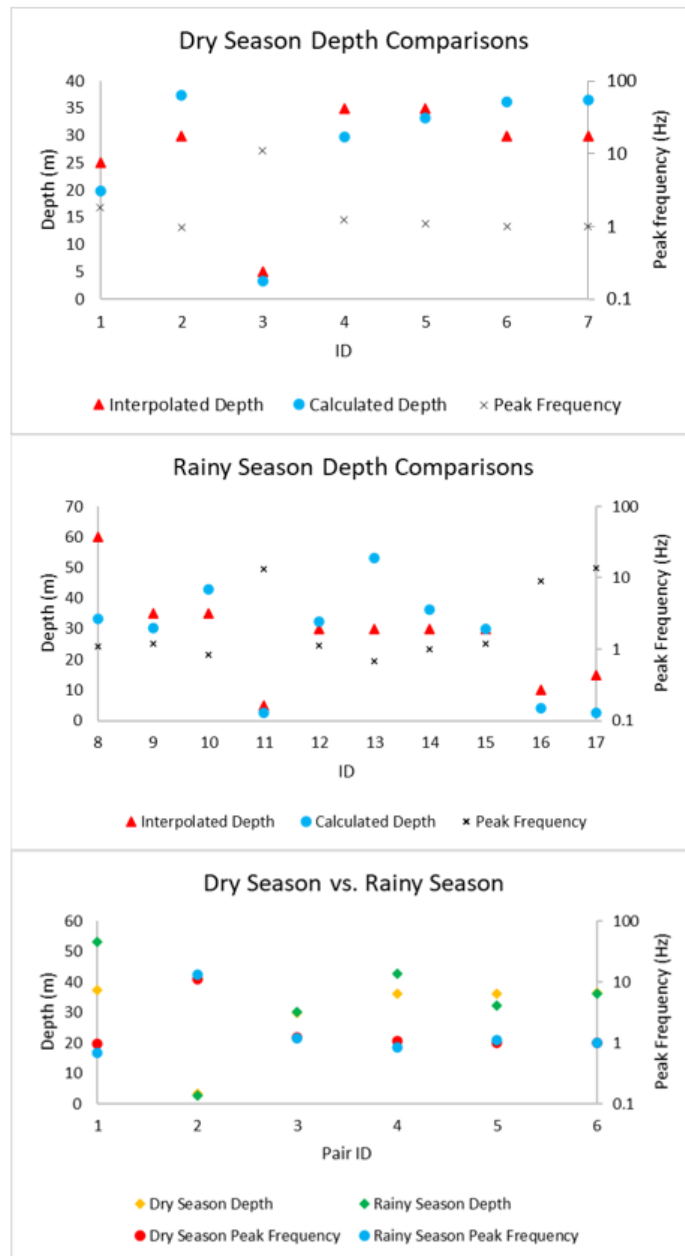 Dry Season Depth Comparisons
40
35
30
25
20
15
10
5
0
Depth (m)
100
10
1
0.1
Peak frequency (Hz)
1 2 3 4 5 6 7
ID
Interpolated Depth Calculated Depth Peak Frequency
Rainy Season Depth Comparisons
70
60
50
40
30
20
10
0
Depth (m)
100
10
1
0.1
Peak Frequency (Hz)
8 9 10 11 12 13 14 15 16 17
ID
Interpolated Depth Calculated Depth Peak Frequency
Dry Season vs. Rainy Season
60
50
40
30
20
10
0
Depth (m)
100
10
1
0.1
Peak Frequency (Hz)
1 2 3 4 5 6
Pair ID
Dry Season Depth Rainy Season Depth
Dry Season Peak Frequency Rainy Season Peak Frequency